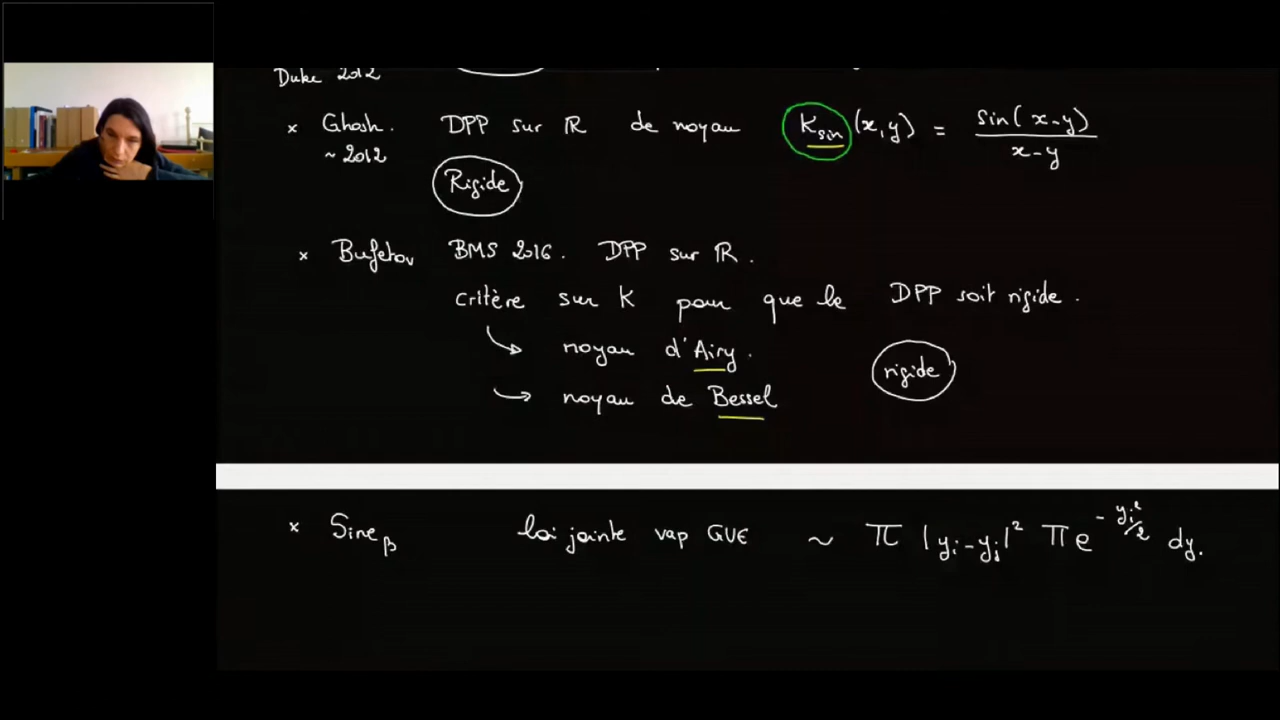 Duke 2012
× Ghosh. DPP sur ℝ de noyau K_sin (x,y) = sin(x-y) / x-y
~ 2012
Rigide
× Bufetov BMS 2016. DPP sur ℝ.
critère sur K pour que le DPP soit rigide.
↳ noyau d'Airy.
rigide
↳ noyau de Bessel
× Sine_β loi jointe vap GUE ~ π |y_i - y_j|² π e^{- y_i²/2} dy.